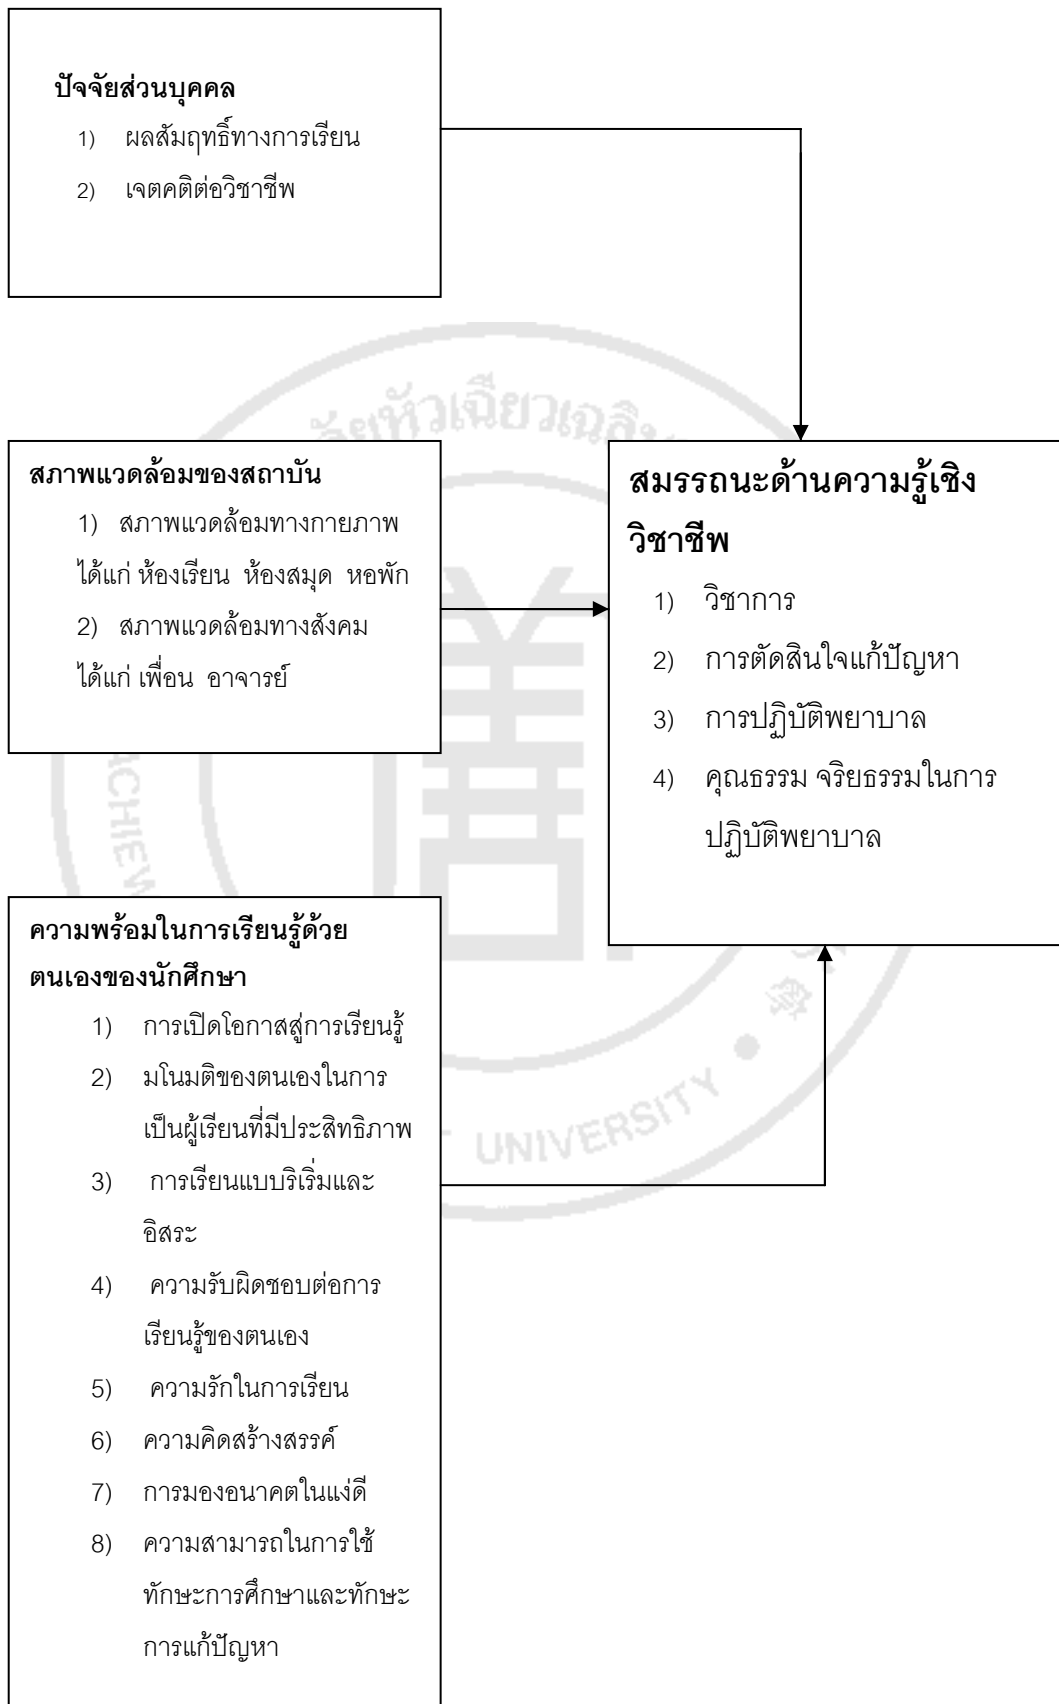 ปัจจัยส่วนบุคคล
1) ผลสัมฤทธิ์ทางการเรียน
2) เจตคติต่อวิชาชีพ
สภาพแวดล้อมของสถาบัน
1) สภาพแวดล้อมทางกายภาพ
ได้แก่ ห้องเรียน ห้องสมุด หอพัก
2) สภาพแวดล้อมทางสังคม
ได้แก่ เพื่อน อาจารย์
สมรรถนะด้านความรู้เชิง
วิชาชีพ
1) วิชาการ
2) การตัดสินใจแก้ปัญหา
3) การปฏิบัติพยาบาล
4) คุณธรรม จริยธรรมในการ
ปฏิบัติพยาบาล
ความพร้อมในการเรียนรู้ด้วย
ตนเองของนักศึกษา
1) การเปิดโอกาสสู่การเรียนรู้
2) มโนมติของตนเองในการ
เป็นผู้เรียนที่มีประสิทธิภาพ
3) การเรียนแบบริเริ่มและ
อิสระ
4) ความรับผิดชอบต่อการ
เรียนรู้ของตนเอง
5) ความรักในการเรียน
6) ความคิดสร้างสรรค์
7) การมองอนาคตในแง่ดี
8) ความสามารถในการใช้
ทักษะการศึกษาและทักษะ
การแก้ปัญหา
UNIVERSITY